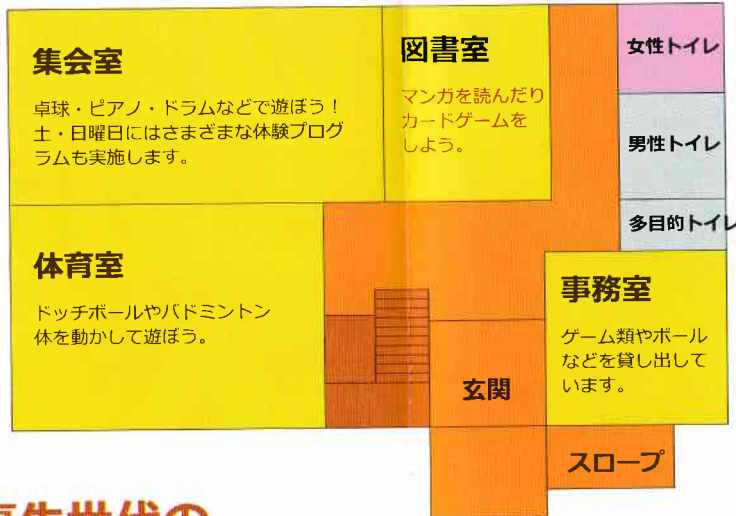 集会室
卓球・ピアノ・ドラムなどで遊ぼう！
土・日曜日にはさまざまな体験プログ
ラムも実施します。
図書室
マンガを読んだり
カードゲームを
しよう。
女性トイレ
男性トイレ
多目的トイレ
体育室
ドッチボールやバドミントン
体を動かして遊ぼう。
事務室
ゲーム類やボール
などを貸し出して
います。
玄関
スロープ
世代の